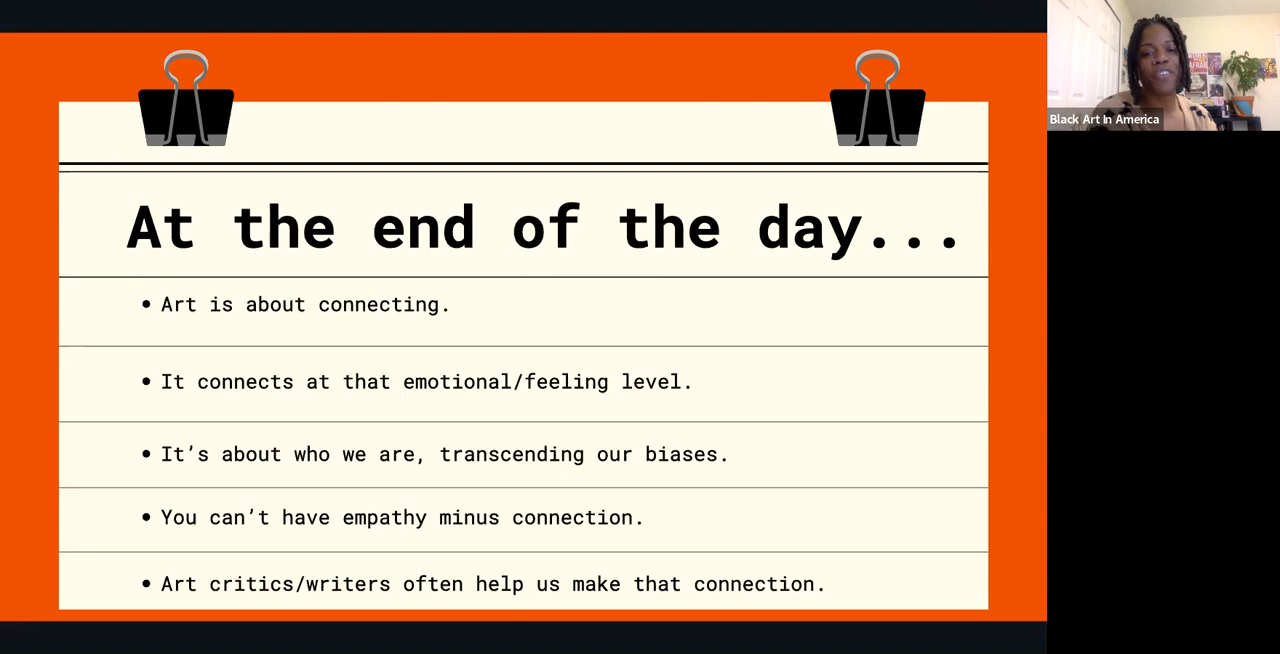 At the end of the day...
• Art is about connecting.
• It connects at that emotional/feeling level.
• It’s about who we are, transcending our biases.
• You can’t have empathy minus connection.
• Art critics/writers often help us make that connection.
Black Art In America
AFRAID